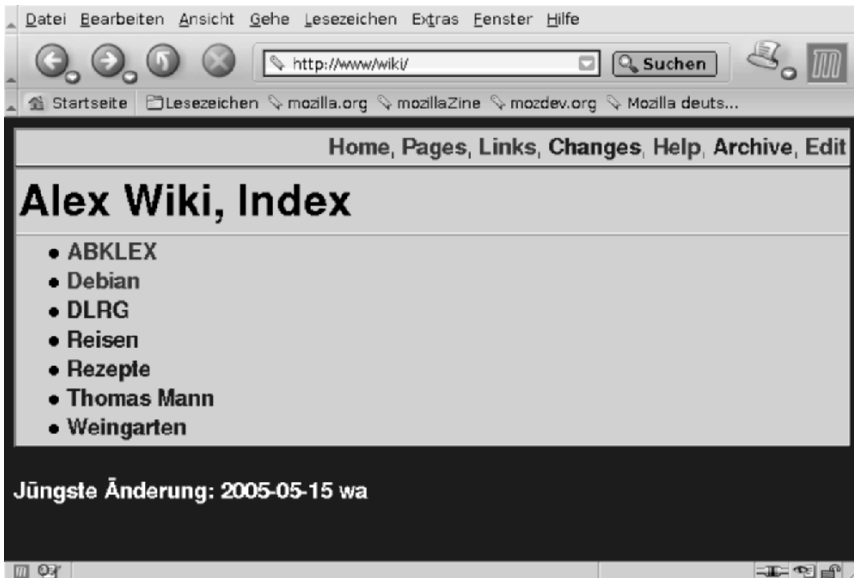 Datei Bearbeiten Ansicht Gehe Lesezeichen Extras Fenster Hilfe
http://www/wiki/ Suchen
Startseite Lesezeichen mozilla.org mozillaZine mozdev.org Mozilla deuts...
Home, Pages, Links, Changes, Help, Archive, Edit
Alex Wiki, Index
• ABKLEX
• Debian
• DLRG
• Reisen
• Rezepte
• Thomas Mann
• Weingarten
Jüngste Änderung: 2005-05-15 wa